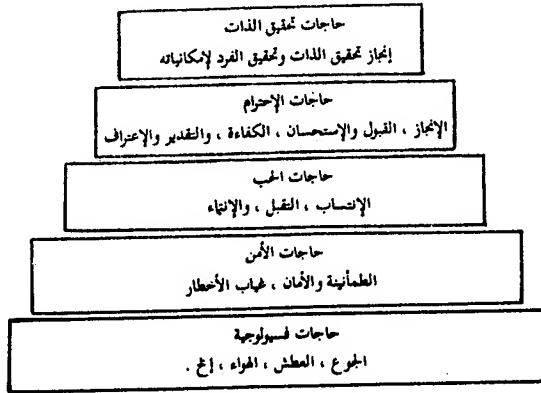 حاجات تحقيق الذات
إنجاز تحقيق الذات وتحقيق الفرد لإمكانياته
حاجات الإحترام
الإنجاز ، القبول والإستحسان ، الكفاءة ، والتقدير والإعتراف
حاجات الحب
الإنتساب ، التقبل ، والإنتماء
حاجات الأمن
الطمأنينة والأمان ، غياب الأخطار
حاجات فسيولوجية
الجوع ، العطش ، الهواء ، إلخ .